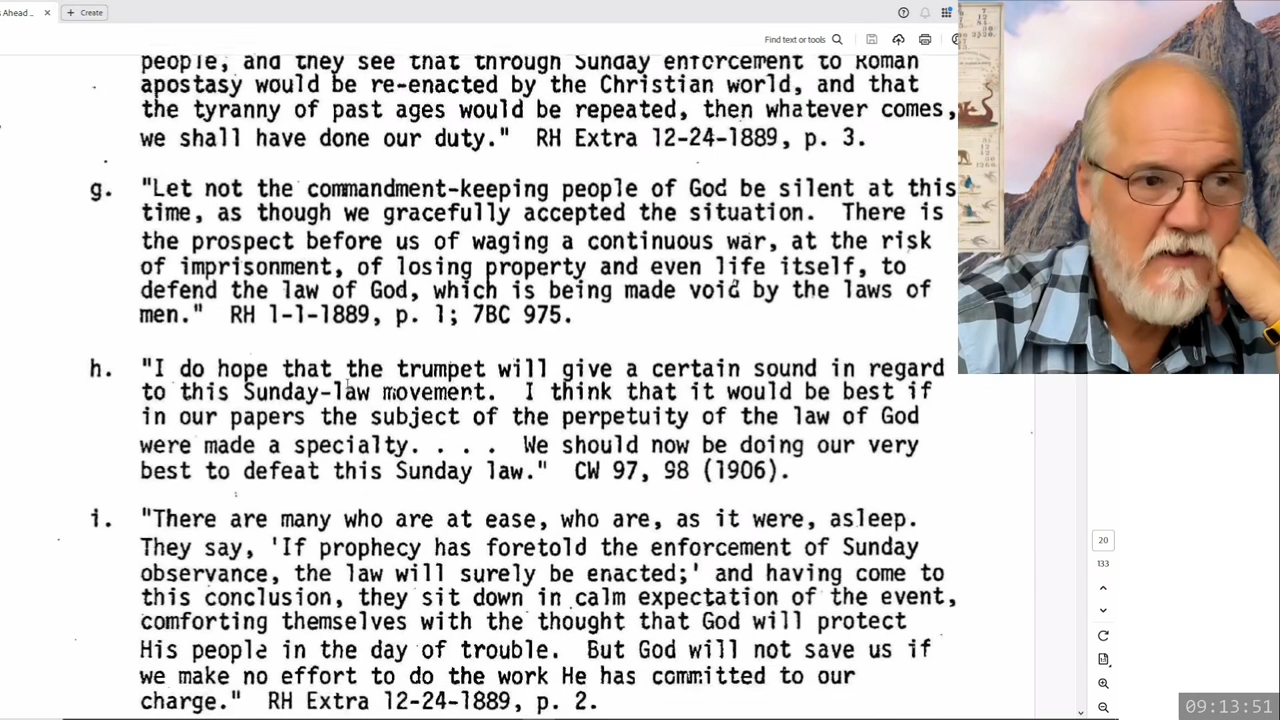 s Ahead ...
Create
Find text or tools
people, and they see that through Sunday enforcement to Roman
apostasy would be re-enacted by the Christian world, and that
the tyranny of past ages would be repeated, then whatever comes,
we shall have done our duty." RH Extra 12-24-1889, p. 3.
g. "Let not the commandment-keeping people of God be silent at this
time, as though we gracefully accepted the situation. There is
the prospect before us of waging a continuous war, at the risk
of imprisonment, of losing property and even life itself, to
defend the law of God, which is being made void by the laws of
men." RH 1-1-1889, p. 1; 7BC 975.
h. "I do hope that the trumpet will give a certain sound in regard
to this Sunday-law movement. I think that it would be best if
in our papers the subject of the perpetuity of the law of God
were made a specialty. . . . We should now be doing our very
best to defeat this Sunday law." CW 97, 98 (1906).
i. "There are many who are at ease, who are, as it were, asleep.
They say, 'If prophecy has foretold the enforcement of Sunday
observance, the law will surely be enacted;' and having come to
this conclusion, they sit down in calm expectation of the event,
comforting themselves with the thought that God will protect
His people in the day of trouble. But God will not save us if
we make no effort to do the work He has committed to our
charge." RH Extra 12-24-1889, p. 2.
20
133
09:13:51